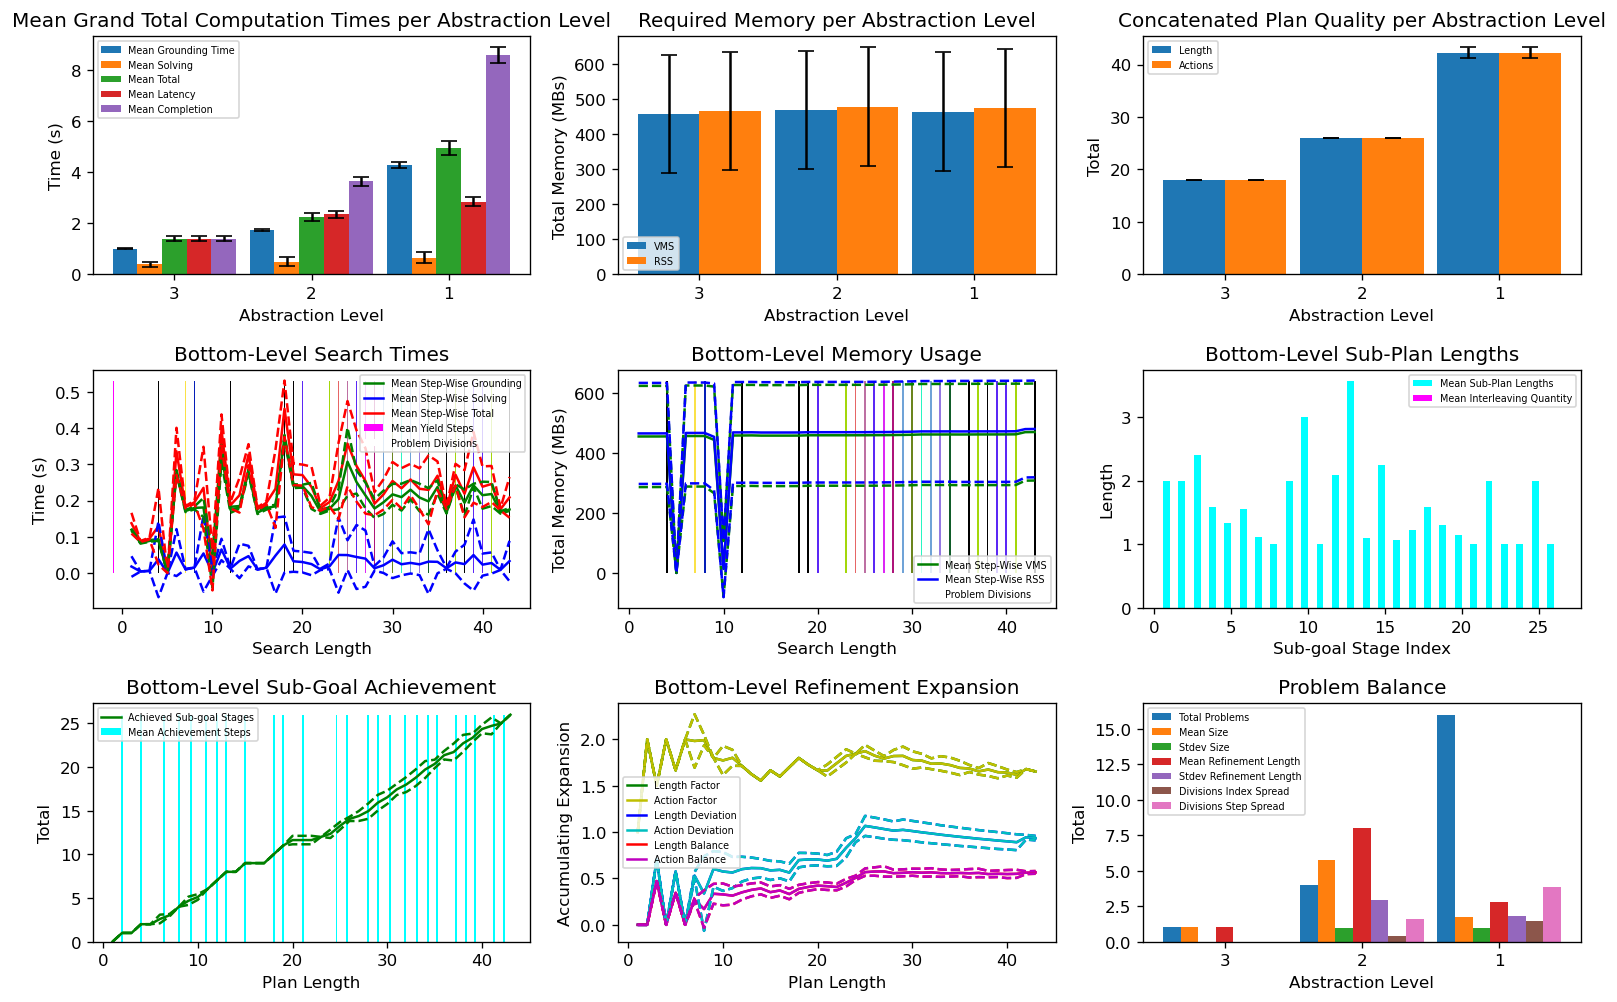 Mean Grand Total Computation Times per Abstraction Level
Mean Grounding Time
Mean Solving
Mean Total
Mean Latency
Mean Completion
Time (s)
8
6
4
2
0
3 2 1
Abstraction Level
Required Memory per Abstraction Level
Total Memory (MBs)
600
500
400
300
200
100
0
VMS
RSS
3 2 1
Abstraction Level
Concatenated Plan Quality per Abstraction Level
Length
Actions
Total
40
30
20
10
0
3 2 1
Abstraction Level
Bottom-Level Search Times
Mean Step-Wise Grounding
Mean Step-Wise Solving
Mean Step-Wise Total
Mean Yield Steps
Problem Divisions
Time (s)
0.5
0.4
0.3
0.2
0.1
0.0
0 10 20 30 40
Search Length
Bottom-Level Memory Usage
Total Memory (MBs)
600
400
200
0
Mean Step-Wise VMS
Mean Step-Wise RSS
Problem Divisions
0 10 20 30 40
Search Length
Bottom-Level Sub-Plan Lengths
Mean Sub-Plan Lengths
Mean Interleaving Quantity
Length
3
2
1
0
0 5 10 15 20 25
Sub-goal Stage Index
Bottom-Level Sub-Goal Achievement
Achieved Sub-goal Stages
Mean Achievement Steps
Total
25
20
15
10
5
0
0 10 20 30 40
Plan Length
Bottom-Level Refinement Expansion
Accumulating Expansion
2.0
1.5
1.0
0.5
0.0
Length Factor
Action Factor
Length Deviation
Action Deviation
Length Balance
Action Balance
0 10 20 30 40
Plan Length
Problem Balance
Total Problems
Mean Size
Stdev Size
Mean Refinement Length
Stdev Refinement Length
Divisions Index Spread
Divisions Step Spread
Total
15.0
12.5
10.0
7.5
5.0
2.5
0.0
3 2 1
Abstraction Level